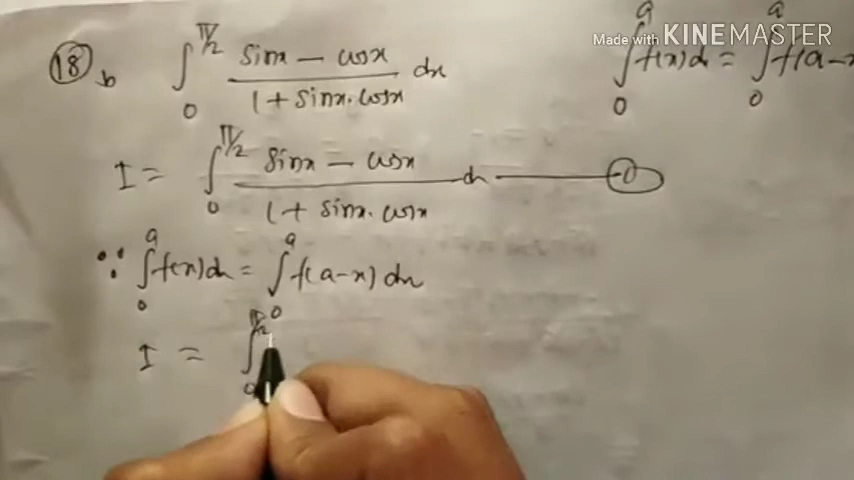 Made with KINEMASTER
∫₀^a f(x)dx = ∫₀^a f(a-x
18 b ∫₀^{π/2} (sinx - cosx)/(1 + sinx.cosx) dx
I = ∫₀^{π/2} (sinx - cosx)/(1 + sinx.cosx) dx —— ①
∵ ∫₀^a f(x)dx = ∫₀^a f(a-x) dx
I = ∫₀^{π/2}